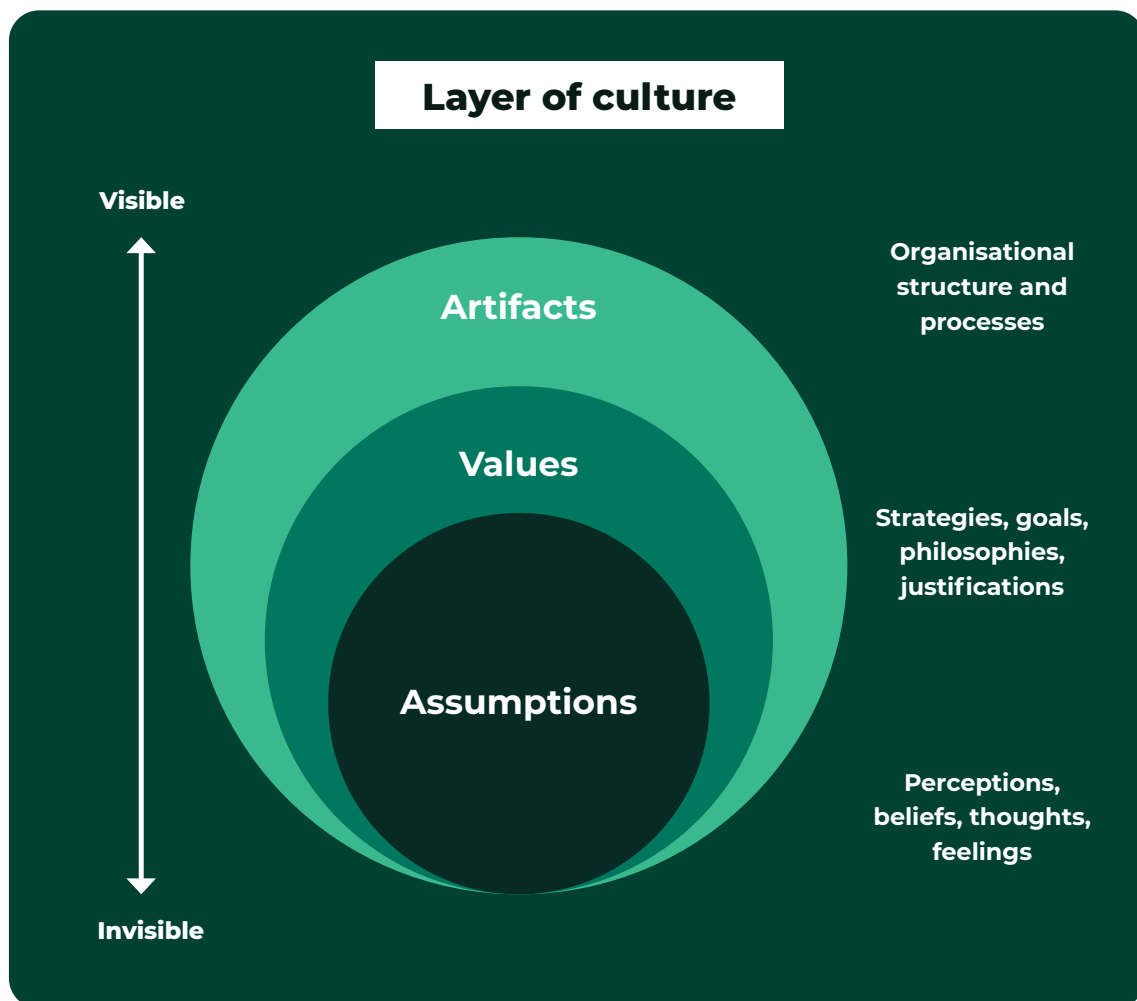 Layer of culture
Visible
Artifacts
Organisational
structure and
processes
Values
Strategies, goals,
philosophies,
justifications
Assumptions
Perceptions,
beliefs, thoughts,
feelings
Invisible